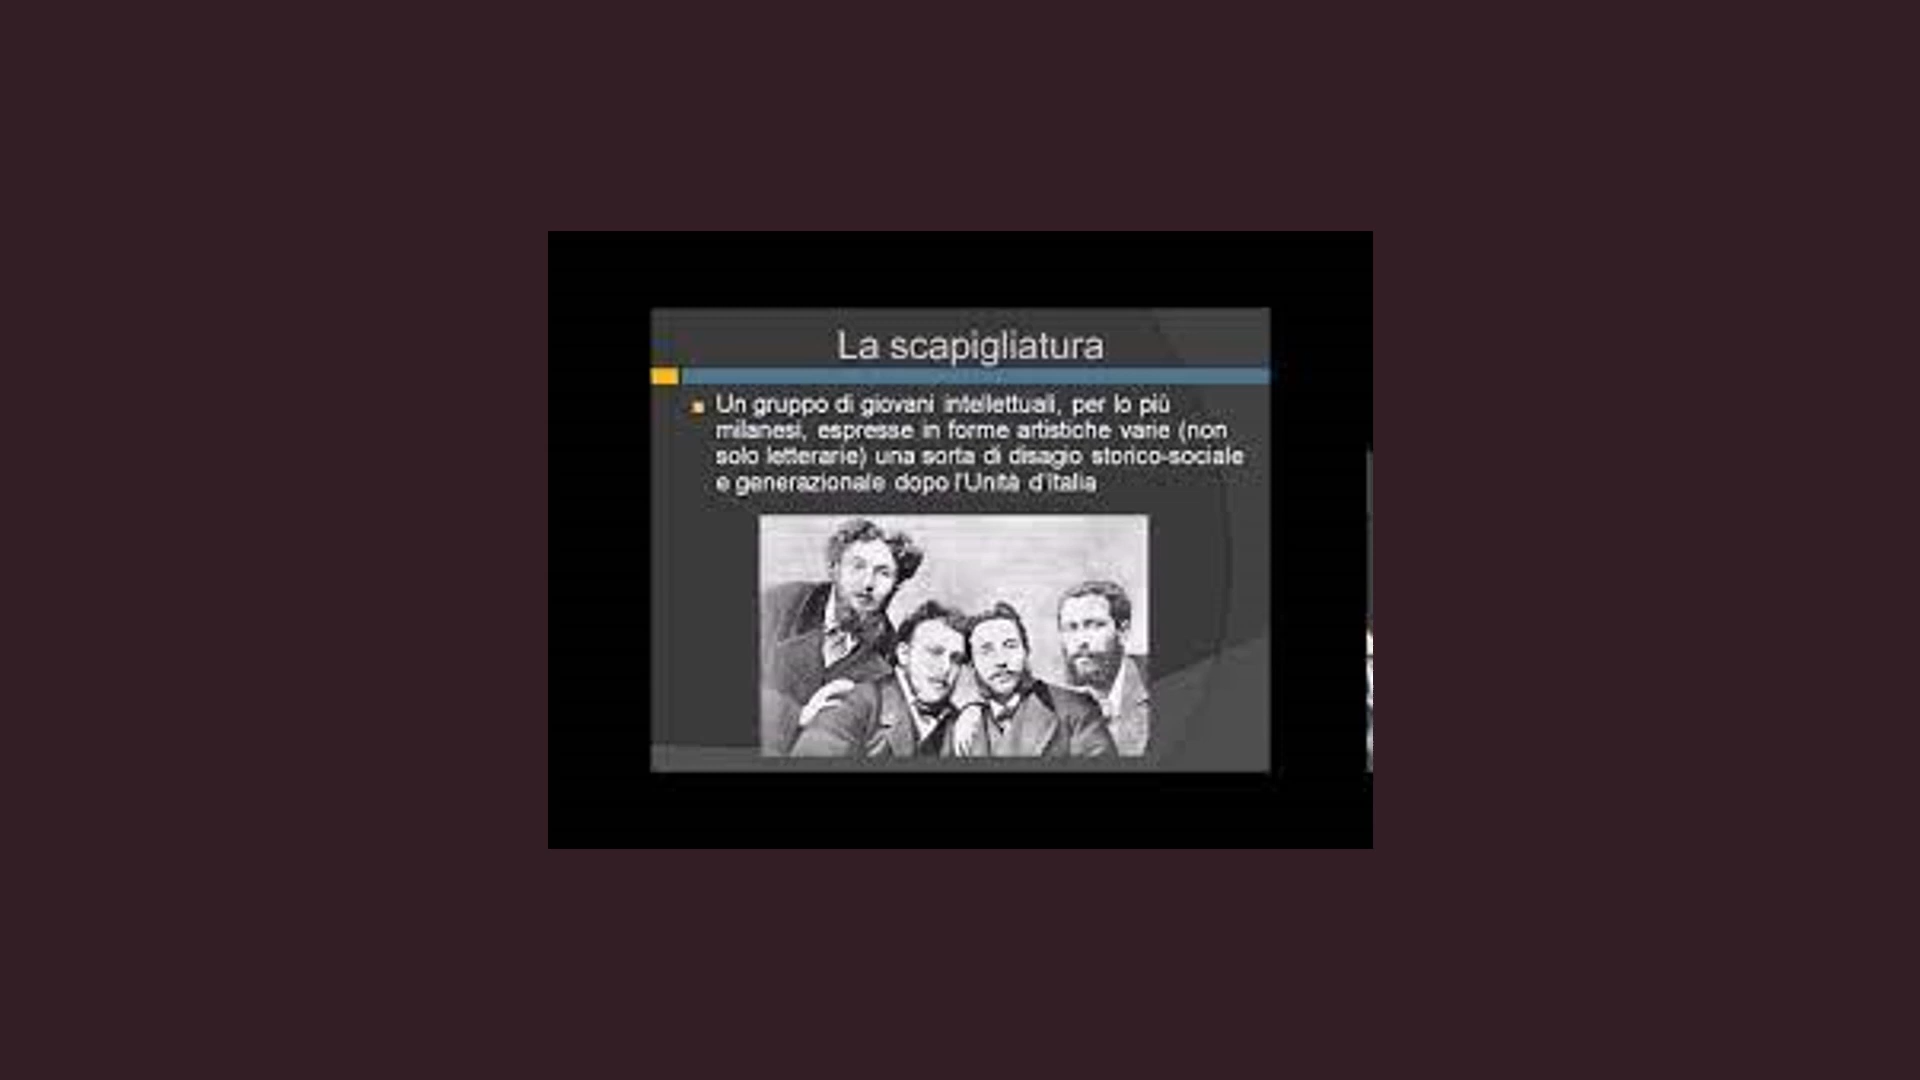 La scapigliatura
Un gruppo di giovani intellettuali, per lo più
milanesi, espresse in forme artistiche varie (non
solo letterarie) una sorta di disagio storico-sociale
e generazionale dopo l'Unità d'Italia